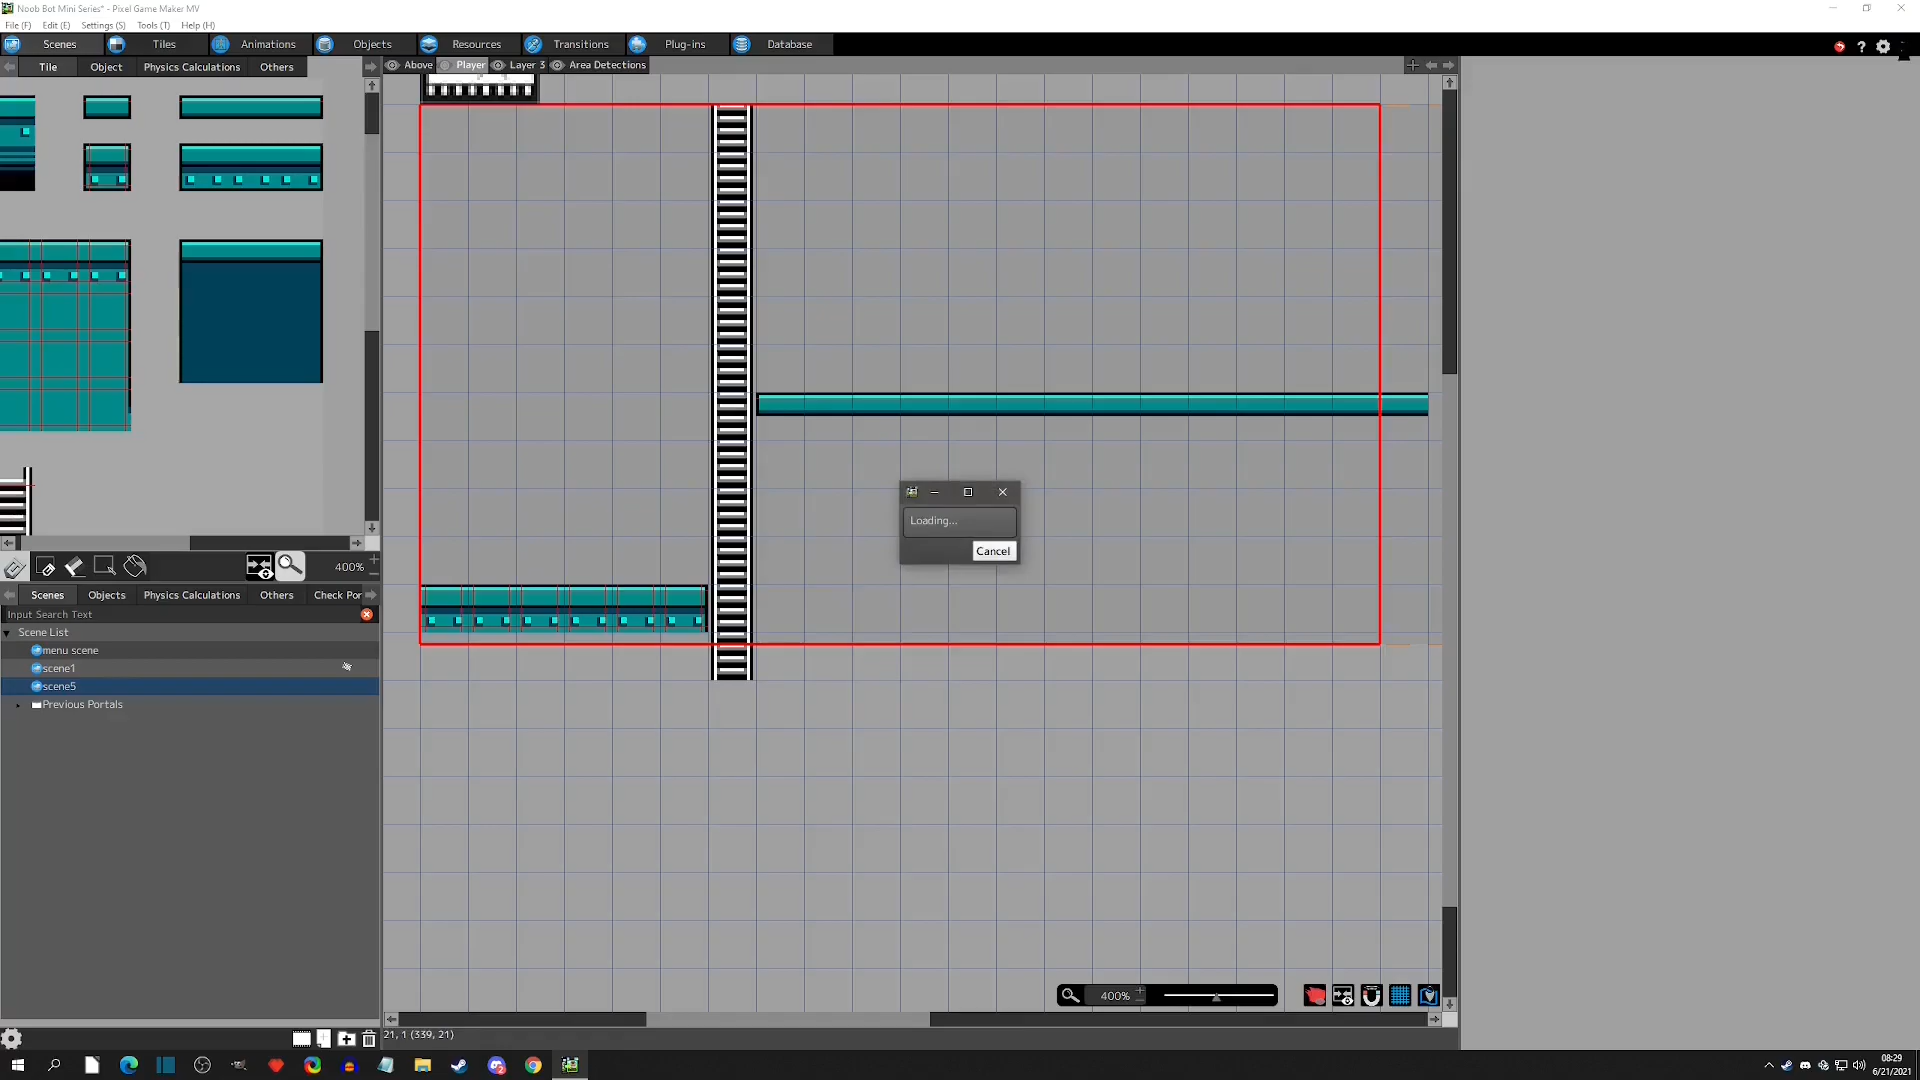 Noob Bot Mini Series* - Pixel Game Maker MV
File (F) Edit (E) Settings (S) Tools (T) Help (H)
Scenes Tiles Animations Objects Resources Transitions Plug-ins Database
Tile Object Physics Calculations Others
Above Player Layer 3 Area Detections
Loading...
Cancel
400%
Scenes Objects Physics Calculations Others Check Por
Input Search Text
Scene List
menu scene
scene1
scene5
Previous Portals
400%
21, 1 (339, 21)
08:29
6/21/2021